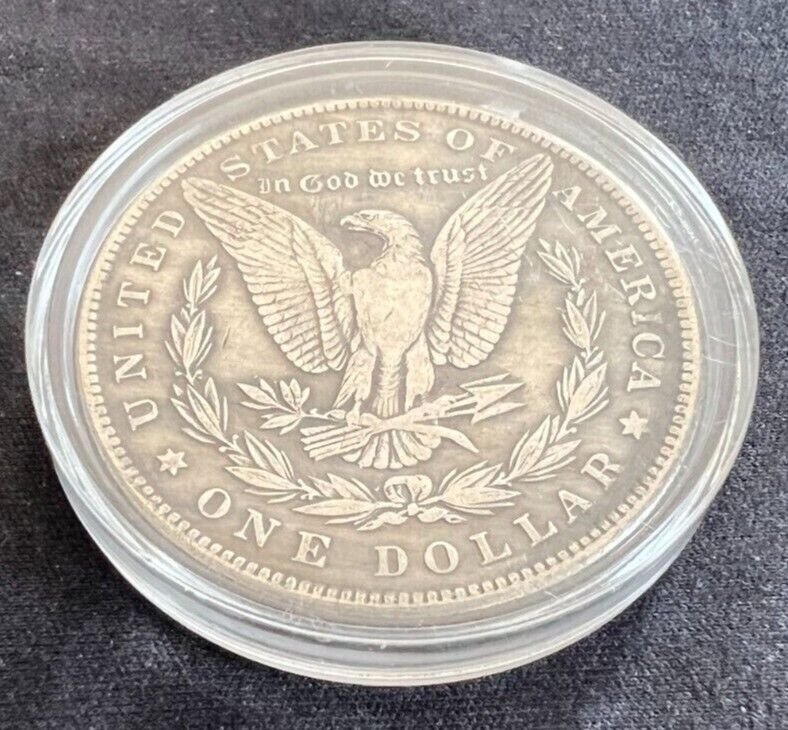 UNITED STATES OF AMERICA
In God we trust
ONE DOLLAR